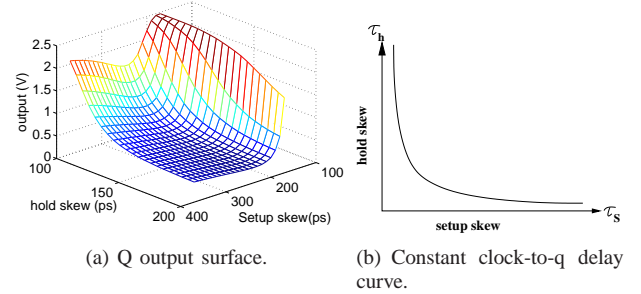 2.5
2
1.5
1
0.5
0
output (V)
100
150
200
hold skew (ps)
400
300
200
100
Setup skew(ps)
(a) Q output surface.
τh
hold skew
setup skew
τS
(b) Constant clock-to-q delay
curve.